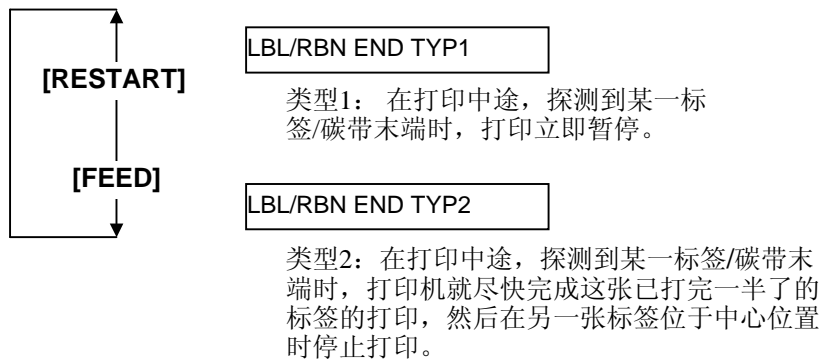 LBL/RBN END TYP1
[RESTART]
类型1： 在打印中途，探测到某一标
签/碳带末端时，打印立即暂停。
[FEED]
LBL/RBN END TYP2
类型2：在打印中途，探测到某一标签/碳带末
端时，打印机就尽快完成这张已打完一半了的
标签的打印，然后在另一张标签位于中心位置
时停止打印。